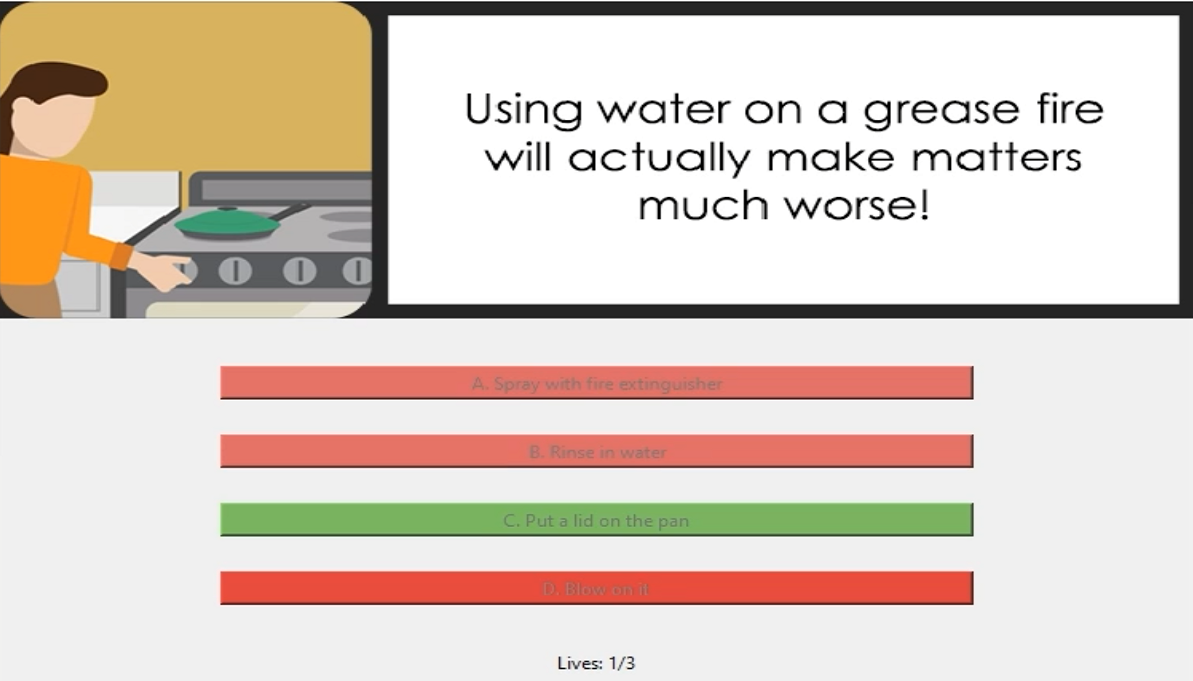 Using water on a grease fire
will actually make matters
much worse!
A. Spray with fire extinguisher
B. Rinse in water
C. Put a lid on the pan
D. Blow on it
Lives: 1/3